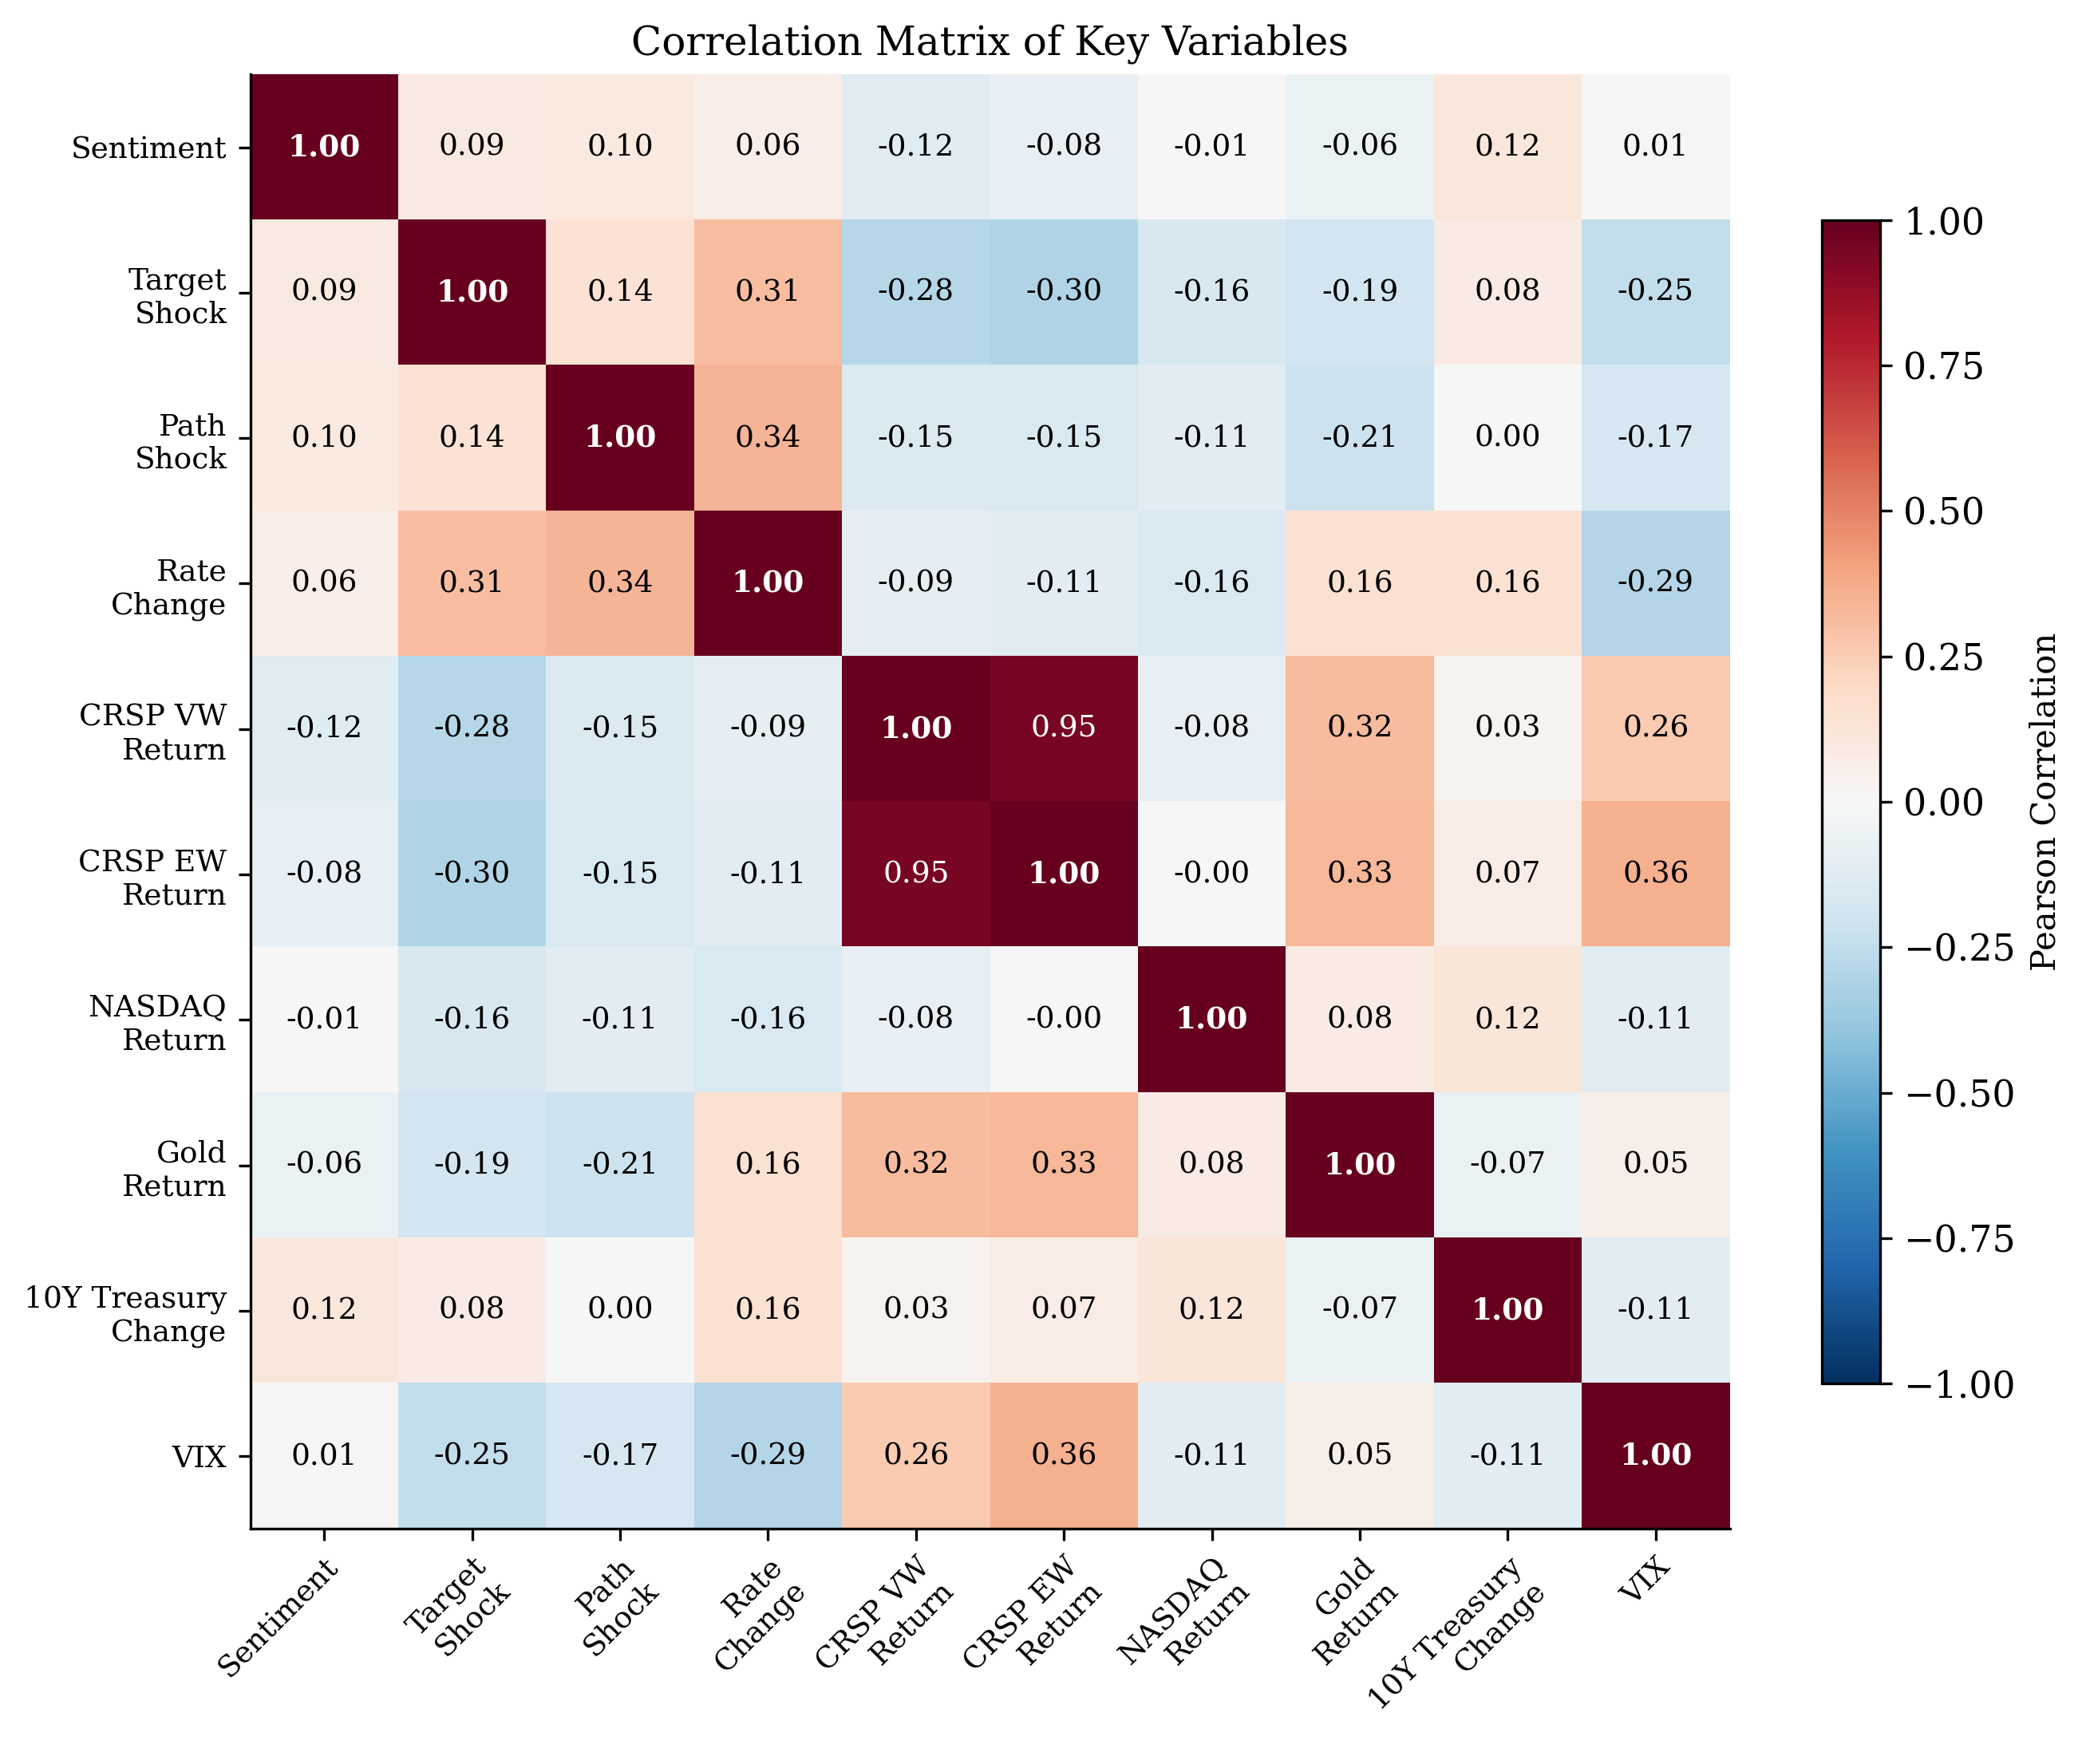 Correlation Matrix of Key Variables
Sentiment 1.00 0.09 0.10 0.06 -0.12 -0.08 -0.01 -0.06 0.12 0.01
Target
Shock
0.09 1.00 0.14 0.31 -0.28 -0.30 -0.16 -0.19 0.08 -0.25
Path
Shock
0.10 0.14 1.00 0.34 -0.15 -0.15 -0.11 -0.21 0.00 -0.17
Rate
Change
0.06 0.31 0.34 1.00 -0.09 -0.11 -0.16 0.16 0.16 -0.29
CRSP VW
Return
-0.12 -0.28 -0.15 -0.09 1.00 0.95 -0.08 0.32 0.03 0.26
CRSP EW
Return
-0.08 -0.30 -0.15 -0.11 0.95 1.00 -0.00 0.33 0.07 0.36
NASDAQ
Return
-0.01 -0.16 -0.11 -0.16 -0.08 -0.00 1.00 0.08 0.12 -0.11
Gold
Return
-0.06 -0.19 -0.21 0.16 0.32 0.33 0.08 1.00 -0.07 0.05
10Y Treasury
Change
0.12 0.08 0.00 0.16 0.03 0.07 0.12 -0.07 1.00 -0.11
VIX 0.01 -0.25 -0.17 -0.29 0.26 0.36 -0.11 0.05 -0.11 1.00
Sentiment
Target
Shock
Path
Shock
Rate
Change
CRSP VW
Return
CRSP EW
Return
NASDAQ
Return
Gold
Return
10Y Treasury
Change
VIX
1.00
0.75
0.50
0.25
0.00
−0.25
−0.50
−0.75
−1.00
Pearson Correlation